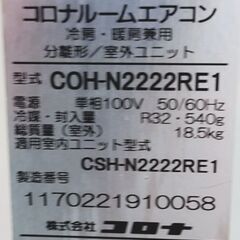 コロナルームエアコン
冷房・暖房兼用
分離形/室外ユニット
型式 COH-N2222RE1
電源 単相100V 50/60Hz
冷媒・封入量 R32・540g
総質量(室外) 18.5kg
適用室内ユニット型式
CSH-N2222RE1
製造番号
1170221910058
株式会社 コロナ